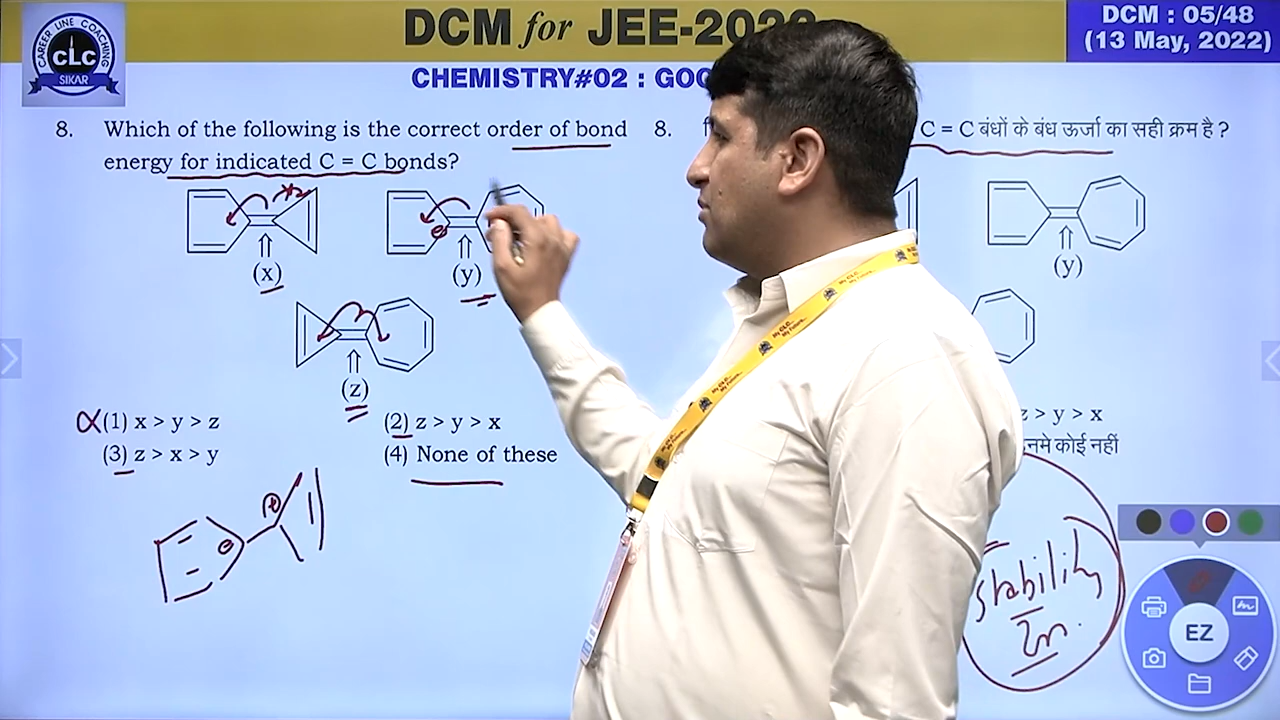 CAREER LINE COACHING
CLC
SIKAR
DCM for JEE-202
DCM : 05/48
(13 May, 2022)
CHEMISTRY#02 : GOC
8. Which of the following is the correct order of bond
energy for indicated C = C bonds?
8. C = C बंधों के बंध ऊर्जा का सही क्रम है ?
(x)
(y)
(y)
(z)
(1) x > y > z
(2) z > y > x
z > y > x
(3) z > x > y
(4) None of these
नमे कोई नहीं
⊕
⊖
stability
EZ